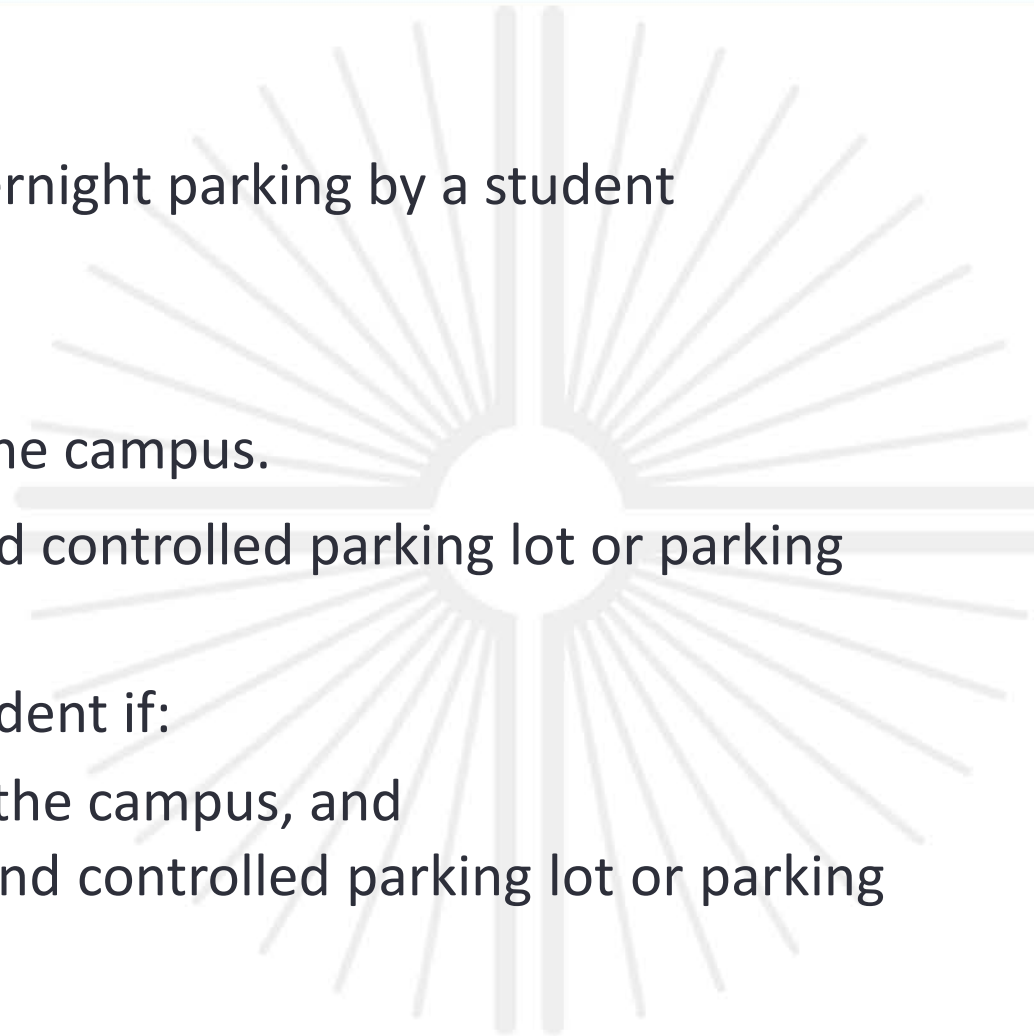 rnight parking by a student
he campus.
d controlled parking lot or parking
dent if:
the campus, and
nd controlled parking lot or parking